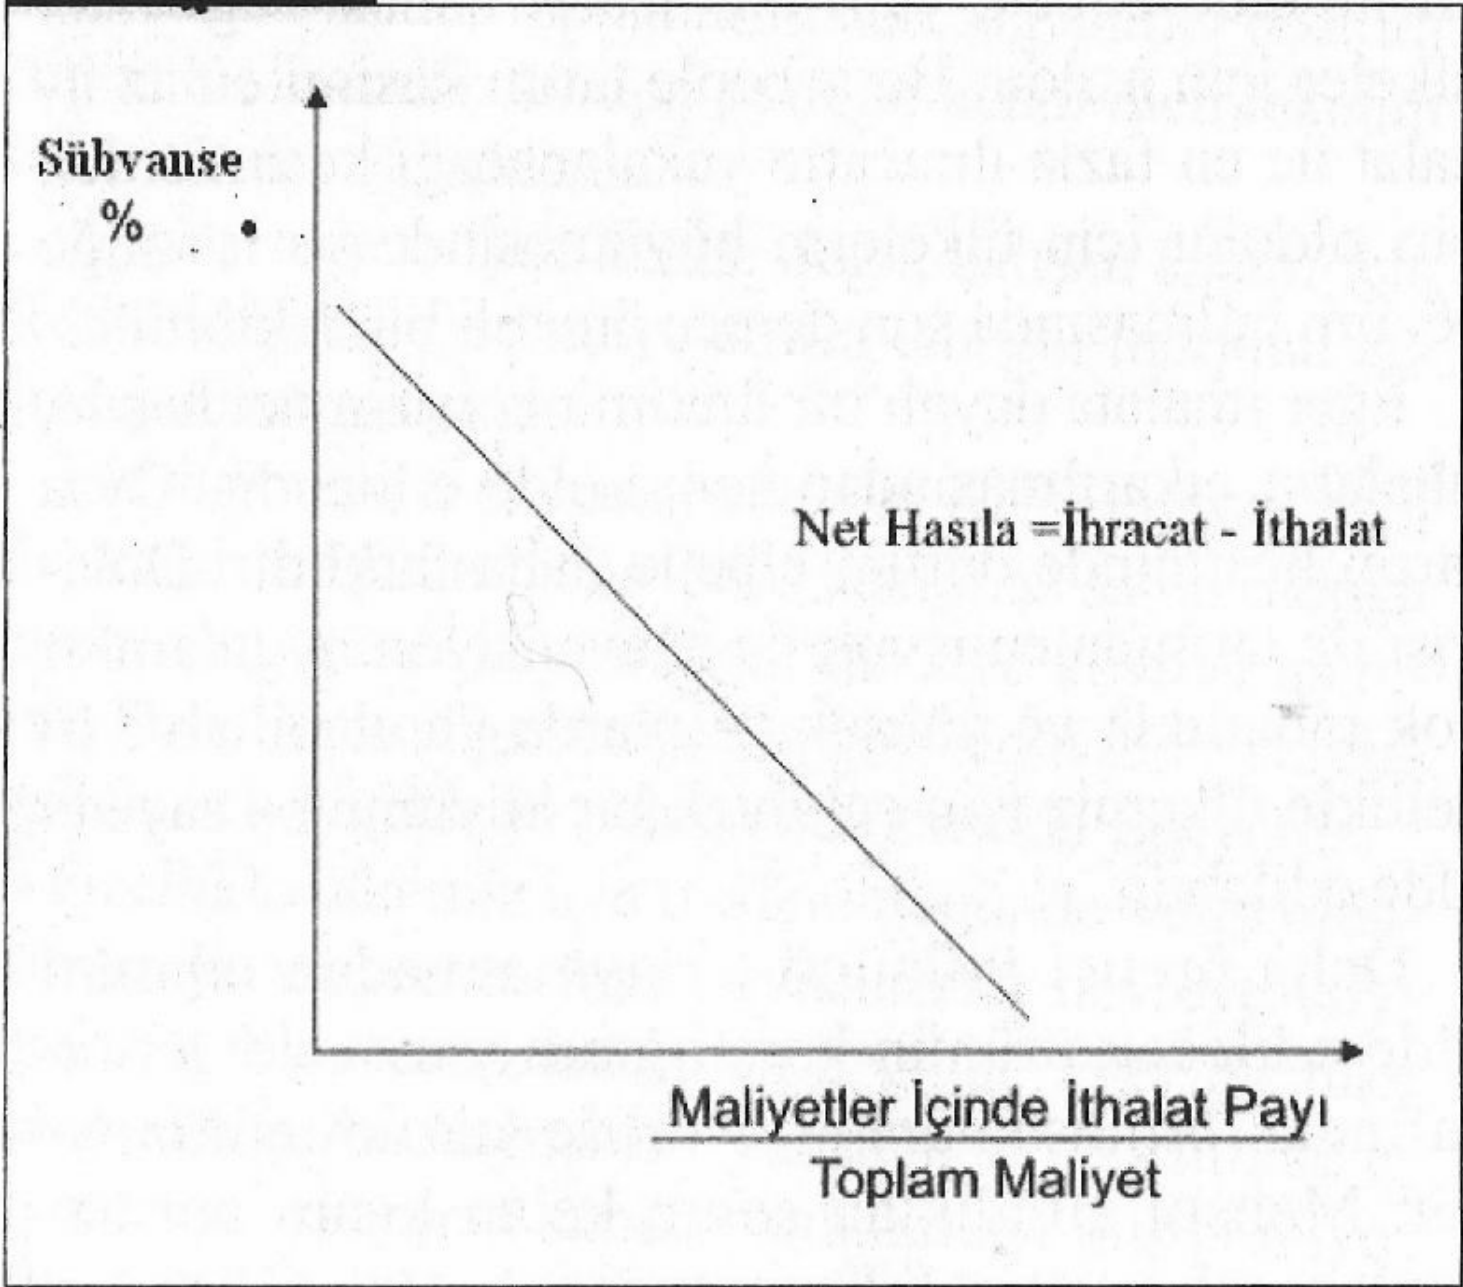 Sübvanse
%
Net Hasıla =İhracat - İthalat
Maliyetler İçinde İthalat Payı
Toplam Maliyet